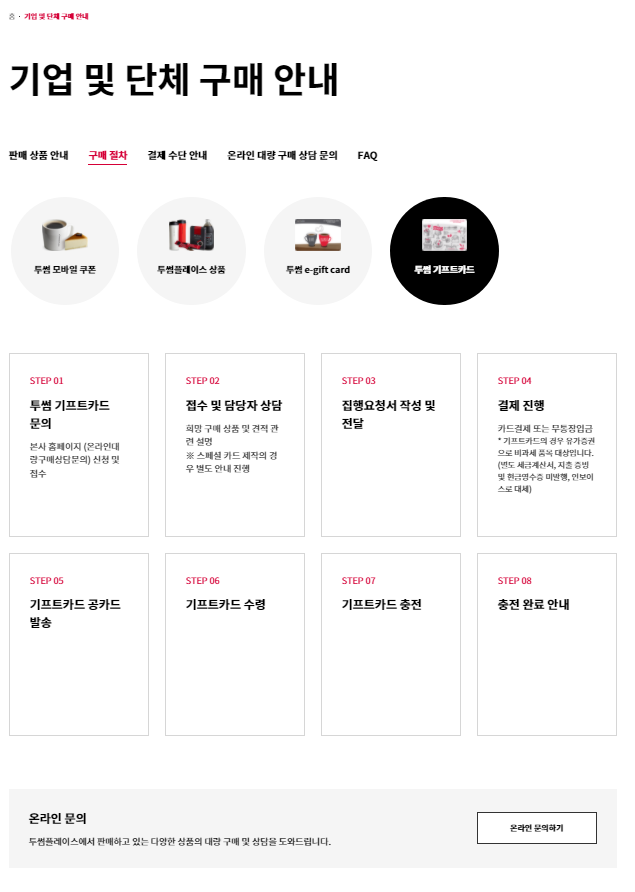 홈 · 기업 및 단체 구매 안내
기업 및 단체 구매 안내
판매 상품 안내 구매 절차 결제 수단 안내 온라인 대량 구매 상담 문의 FAQ
투썸 모바일 쿠폰 투썸플레이스 상품 투썸 e-gift card 투썸 기프트카드
STEP 01
투썸 기프트카드
문의
본사 홈페이지 (온라인대
량구매상담문의) 신청 및
접수
STEP 02
접수 및 담당자 상담
희망 구매 상품 및 견적 관
련 설명
※ 스페셜 카드 제작의 경
우 별도 안내 진행
STEP 03
집행요청서 작성 및
전달
STEP 04
결제 진행
카드결제 또는 무통장입금
* 기프트카드의 경우 유가증권
으로 비과세 품목 대상입니다.
(별도 세금계산서, 지출 증빙
및 현금영수증 미발행, 인보이
스로 대체)
STEP 05
기프트카드 공카드
발송
STEP 06
기프트카드 수령
STEP 07
기프트카드 충전
STEP 08
충전 완료 안내
온라인 문의
투썸플레이스에서 판매하고 있는 다양한 상품의 대량 구매 및 상담을 도와드립니다.
온라인 문의하기